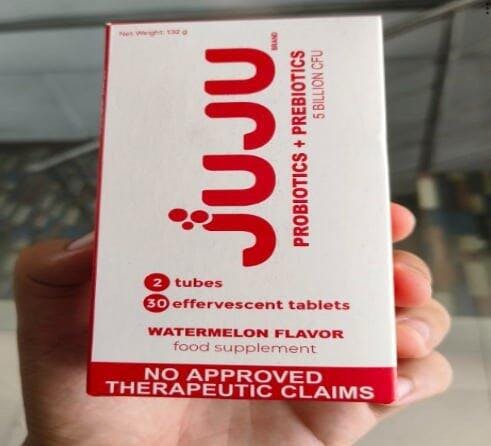 Net Weight: 132 g
JUJU
BRAND
PROBIOTICS + PREBIOTICS
5 BILLION CFU
2 tubes
30 effervescent tablets
WATERMELON FLAVOR
food supplement
NO APPROVED
THERAPEUTIC CLAIMS